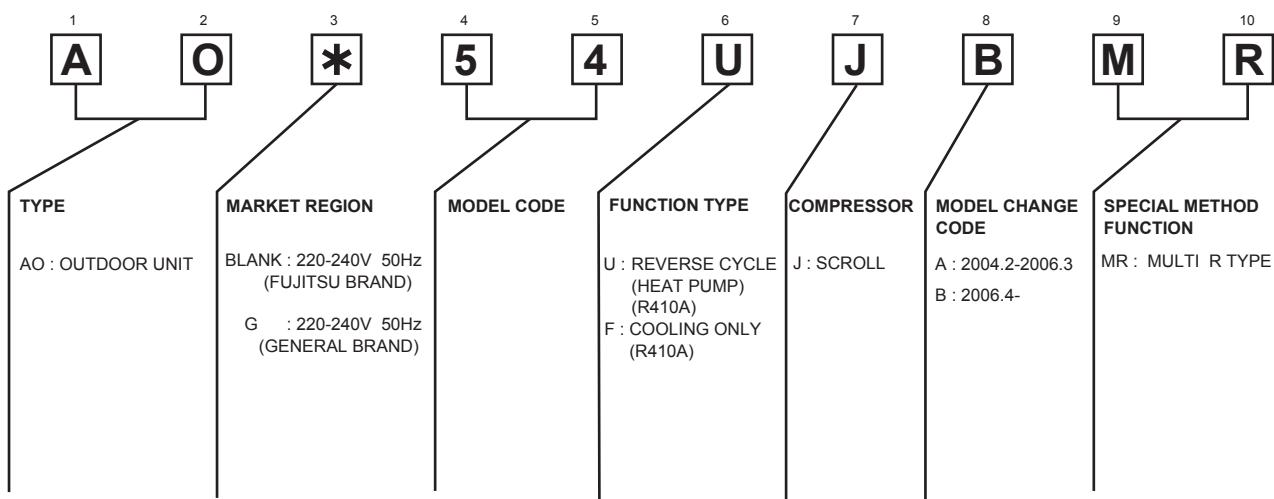 1 2 3 4 5 6 7 8 9 10
A O * 5 4 U J B M R
TYPE
AO : OUTDOOR UNIT
MARKET REGION
BLANK : 220-240V 50Hz
(FUJITSU BRAND)
G : 220-240V 50Hz
(GENERAL BRAND)
MODEL CODE
FUNCTION TYPE
U : REVERSE CYCLE
(HEAT PUMP)
(R410A)
F : COOLING ONLY
(R410A)
COMPRESSOR
J : SCROLL
MODEL CHANGE
CODE
A : 2004.2-2006.3
B : 2006.4-
SPECIAL METHOD
FUNCTION
MR : MULTI R TYPE